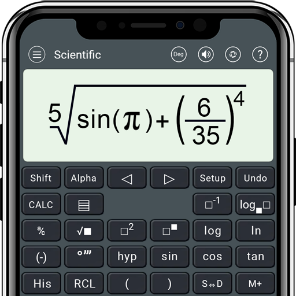 Scientific Deg ?
5√sin(π)+(6/35)^4
Shift Alpha ◁ ▷ Setup Undo
CALC ▤ □⁻¹ log■□
% √■ □² □■ log ln
(-) °′″ hyp sin cos tan
His RCL ( ) S⇔D M+